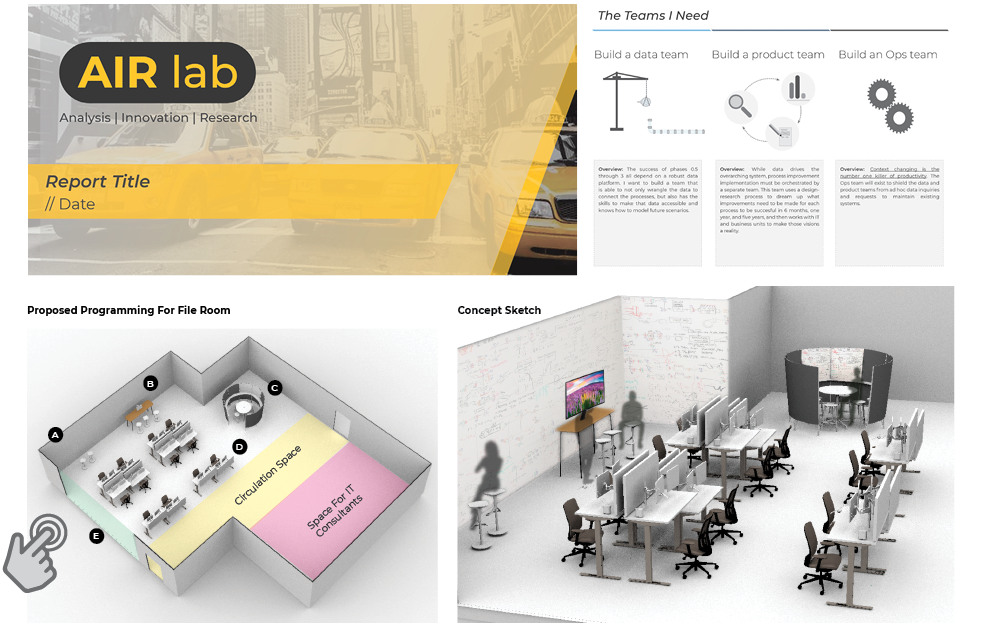 AIR lab
Analysis | Innovation | Research
Report Title
// Date
The Teams I Need
Build a data team
Build a product team
Build an Ops team
Overview: The success of phases 0.5
through 3 all depend on a robust data
platform. I want to build a team that
is able to not only wrangle the data
to connect the processes, but also has the
skills to make that data accessible and
knows how to model future scenarios.
Overview: While data drives the
overarching system, process improvement
implementation must be orchestrated by
a separate team. This team uses a design-
research process to dream up what
improvements need to be made for each
process to be succesful in 6 months, one
year, and five years, and then works with IT
and business units to make those visions
a reality.
Overview: Context changing is the
number one killer of productivity. The
Ops team will exist to shield the data and
product teams from ad hoc data inquiries
and requests to maintain existing
systems.
Proposed Programming For File Room
A
B
C
D
E
Circulation Space
Space For IT
Consultants
Concept Sketch